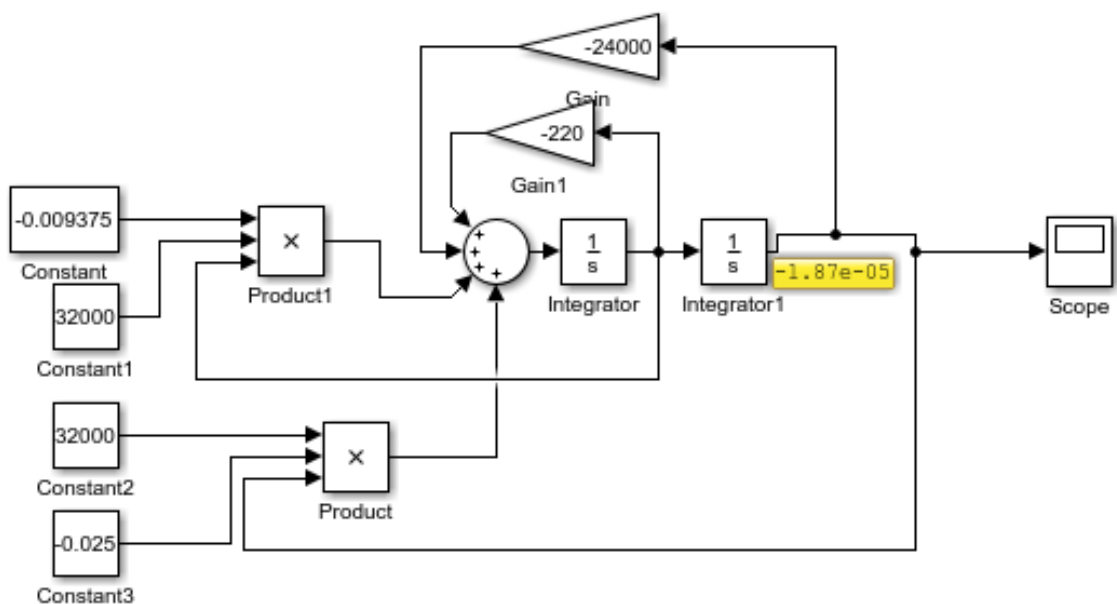 -24000
Gain
-220
Gain1
-0.009375
Constant
×
Product1
1
s
Integrator
1
s
Integrator1
-1.87e-05
Scope
32000
Constant1
32000
Constant2
×
Product
-0.025
Constant3